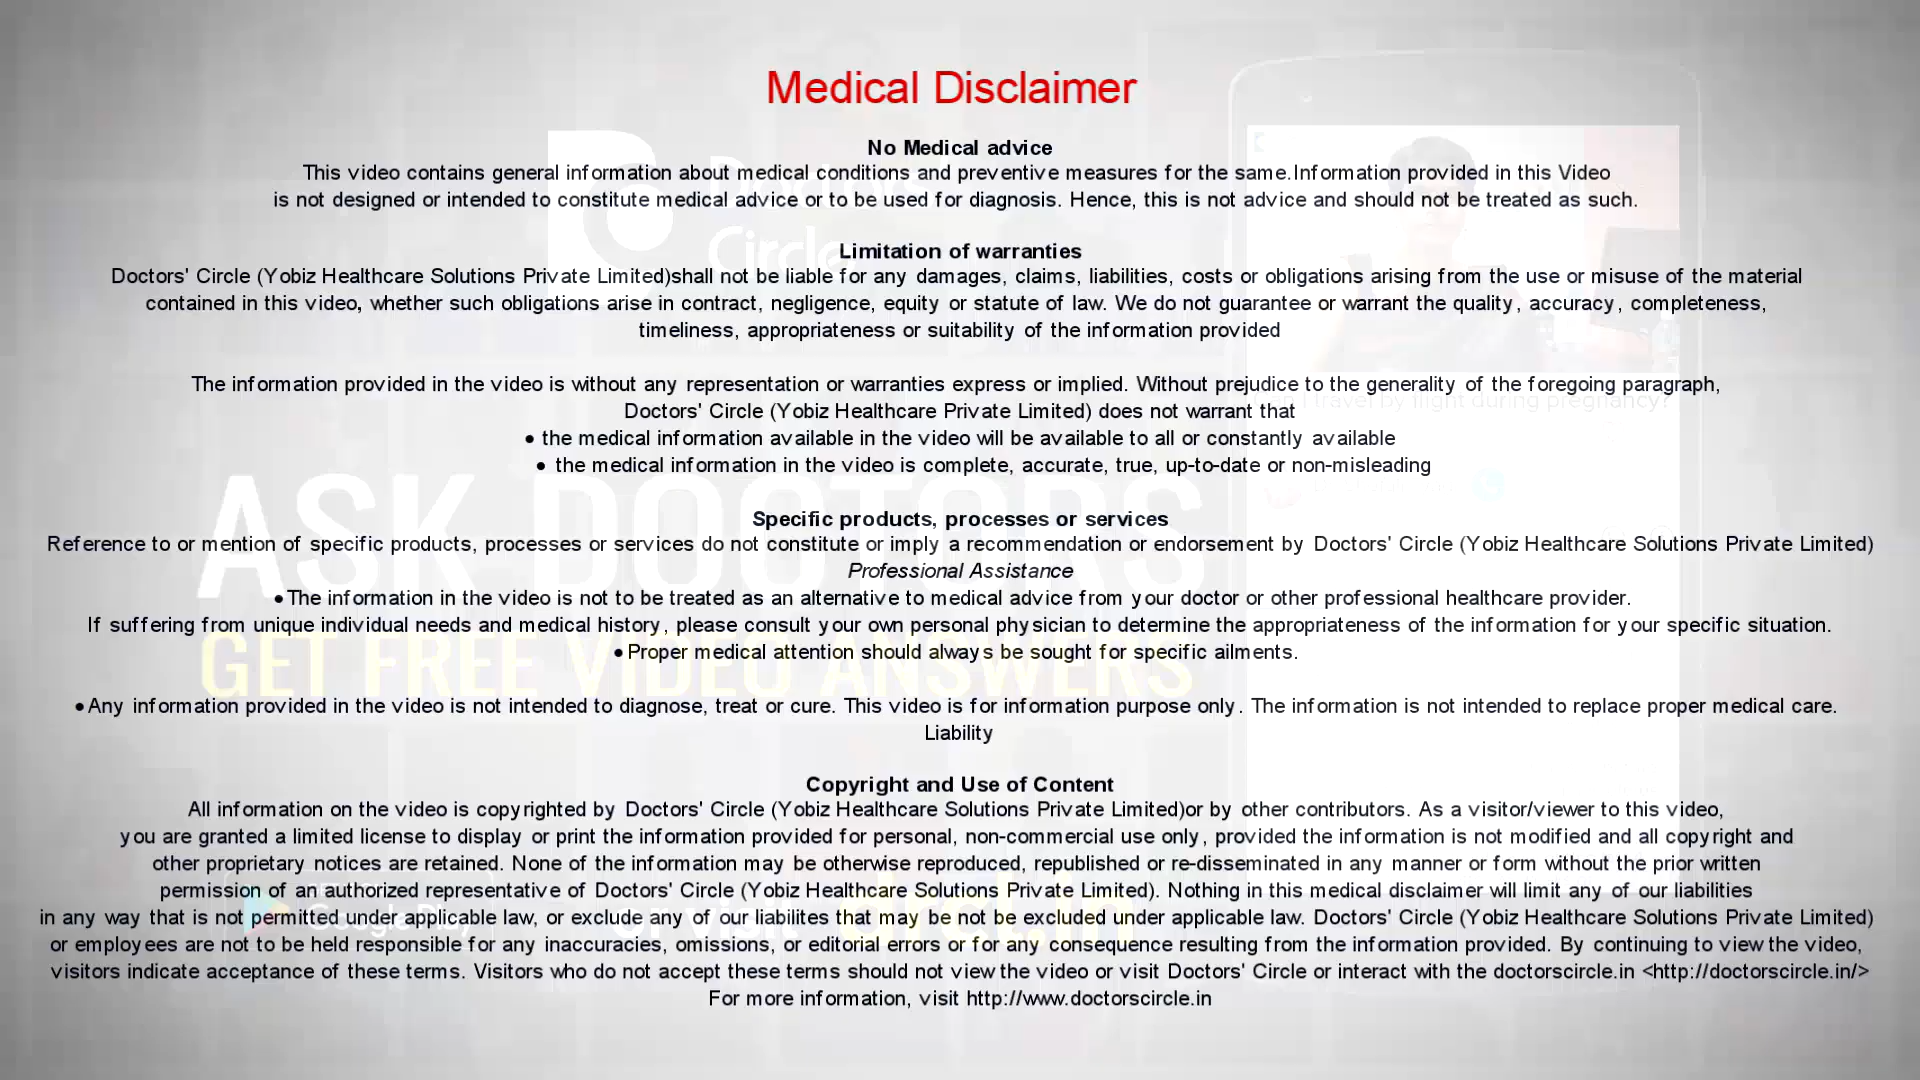 Medical Disclaimer
No Medical advice
This video contains general information about medical conditions and preventive measures for the same.Information provided in this Video
is not designed or intended to constitute medical advice or to be used for diagnosis. Hence, this is not advice and should not be treated as such.
Limitation of warranties
Doctors' Circle (Yobiz Healthcare Solutions Private Limited)shall not be liable for any damages, claims, liabilities, costs or obligations arising from the use or misuse of the material
contained in this video, whether such obligations arise in contract, negligence, equity or statute of law. We do not guarantee or warrant the quality, accuracy, completeness,
timeliness, appropriateness or suitability of the information provided
The information provided in the video is without any representation or warranties express or implied. Without prejudice to the generality of the foregoing paragraph,
Doctors' Circle (Yobiz Healthcare Private Limited) does not warrant that
• the medical information available in the video will be available to all or constantly available
• the medical information in the video is complete, accurate, true, up-to-date or non-misleading
Specific products, processes or services
Reference to or mention of specific products, processes or services do not constitute or imply a recommendation or endorsement by Doctors' Circle (Yobiz Healthcare Solutions Private Limited)
Professional Assistance
•The information in the video is not to be treated as an alternative to medical advice from your doctor or other professional healthcare provider.
If suffering from unique individual needs and medical history, please consult your own personal physician to determine the appropriateness of the information for your specific situation.
•Proper medical attention should always be sought for specific ailments.
•Any information provided in the video is not intended to diagnose, treat or cure. This video is for information purpose only. The information is not intended to replace proper medical care.
Liability
Copyright and Use of Content
All information on the video is copyrighted by Doctors' Circle (Yobiz Healthcare Solutions Private Limited)or by other contributors. As a visitor/viewer to this video,
you are granted a limited license to display or print the information provided for personal, non-commercial use only, provided the information is not modified and all copyright and
other proprietary notices are retained. None of the information may be otherwise reproduced, republished or re-disseminated in any manner or form without the prior written
permission of an authorized representative of Doctors' Circle (Yobiz Healthcare Solutions Private Limited). Nothing in this medical disclaimer will limit any of our liabilities
in any way that is not permitted under applicable law, or exclude any of our liabilites that may be not be excluded under applicable law. Doctors' Circle (Yobiz Healthcare Solutions Private Limited)
or employees are not to be held responsible for any inaccuracies, omissions, or editorial errors or for any consequence resulting from the information provided. By continuing to view the video,
visitors indicate acceptance of these terms. Visitors who do not accept these terms should not view the video or visit Doctors' Circle or interact with the doctorscircle.in <http://doctorscircle.in/>
For more information, visit http://www.doctorscircle.in
Doctors
Circle
ASK DOCTORS
GET FREE VIDEO ANSWERS
Google Play
or visit drcl.in
Can I travel by flight during pregnancy?